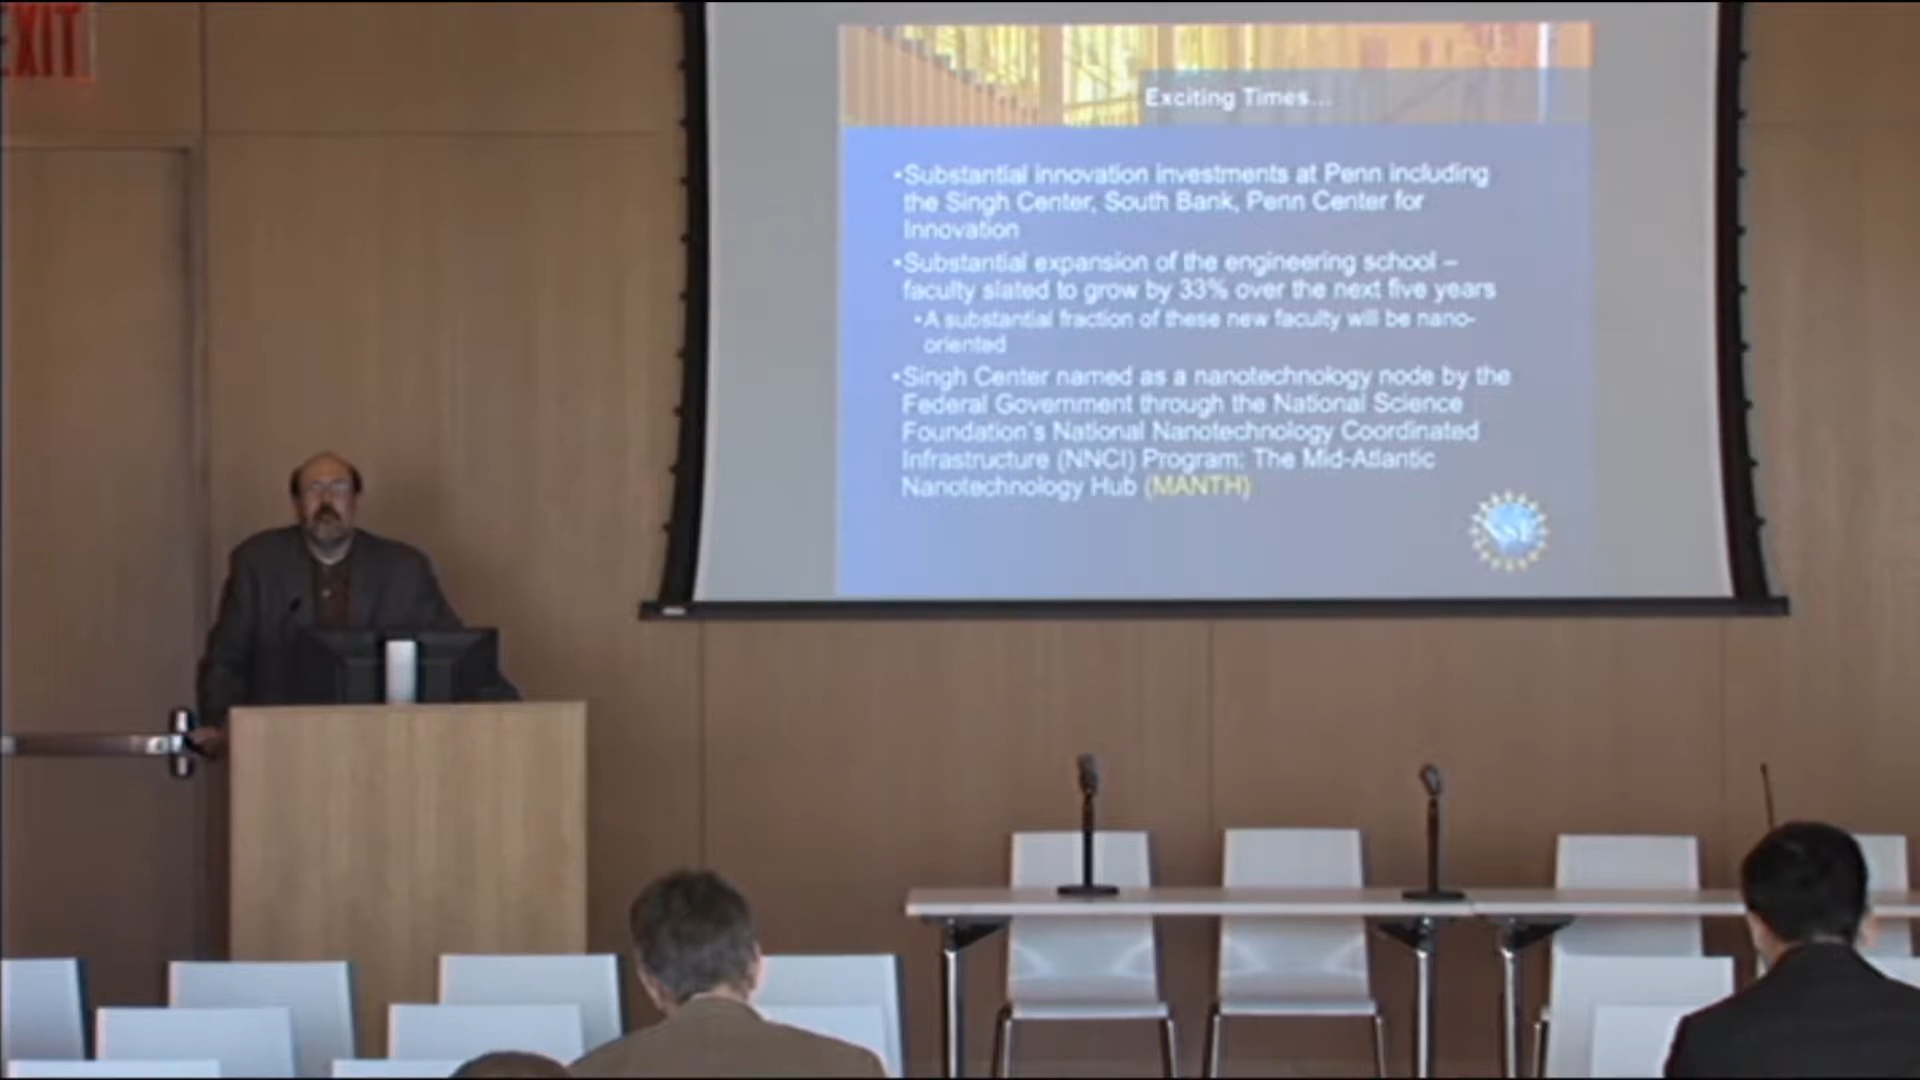 EXIT
Exciting Times...
•Substantial innovation investments at Penn including
the Singh Center, South Bank, Penn Center for
Innovation
•Substantial expansion of the engineering school –
faculty slated to grow by 33% over the next five years
•A substantial fraction of these new faculty will be nano-
oriented
•Singh Center named as a nanotechnology node by the
Federal Government through the National Science
Foundation's National Nanotechnology Coordinated
Infrastructure (NNCI) Program: The Mid-Atlantic
Nanotechnology Hub (MANTH)
NSF